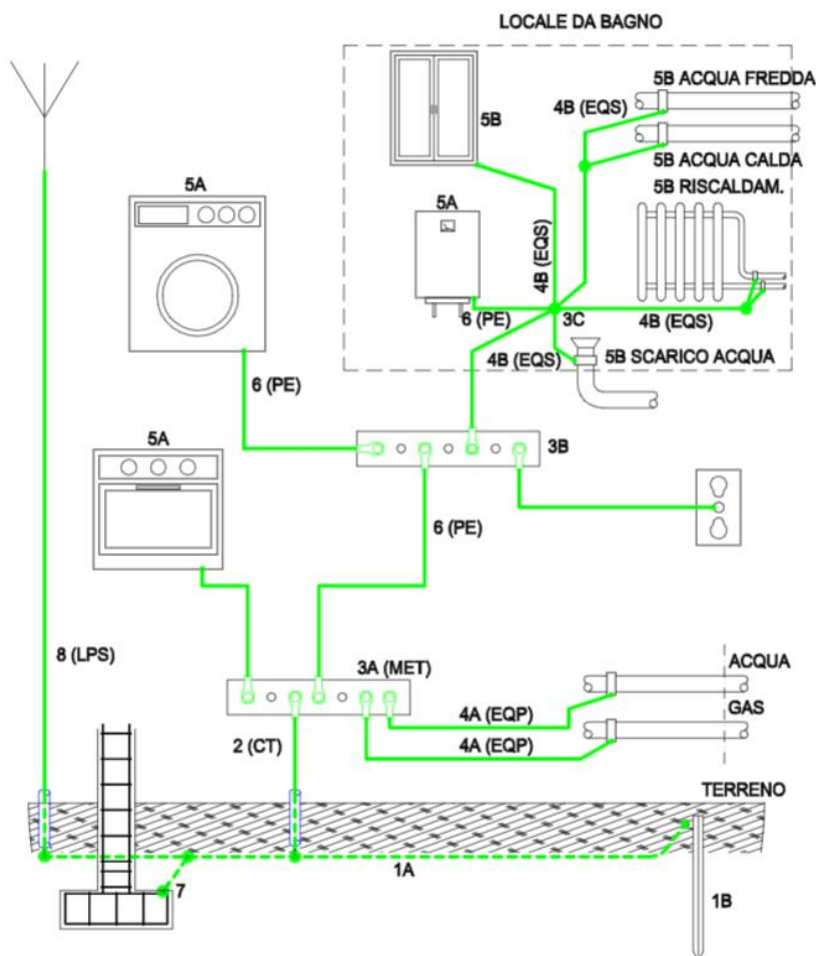 LOCALE DA BAGNO
5B ACQUA FREDDA
4B (EQS)
5B
5B ACQUA CALDA
5A
5B RISCALDAM.
5A
4B (EQS)
6 (PE)
3C
4B (EQS)
4B (EQS)
5B SCARICO ACQUA
6 (PE)
5A
3B
6 (PE)
8 (LPS)
3A (MET)
ACQUA
4A (EQP)
GAS
2 (CT)
4A (EQP)
TERRENO
1A
7
1B